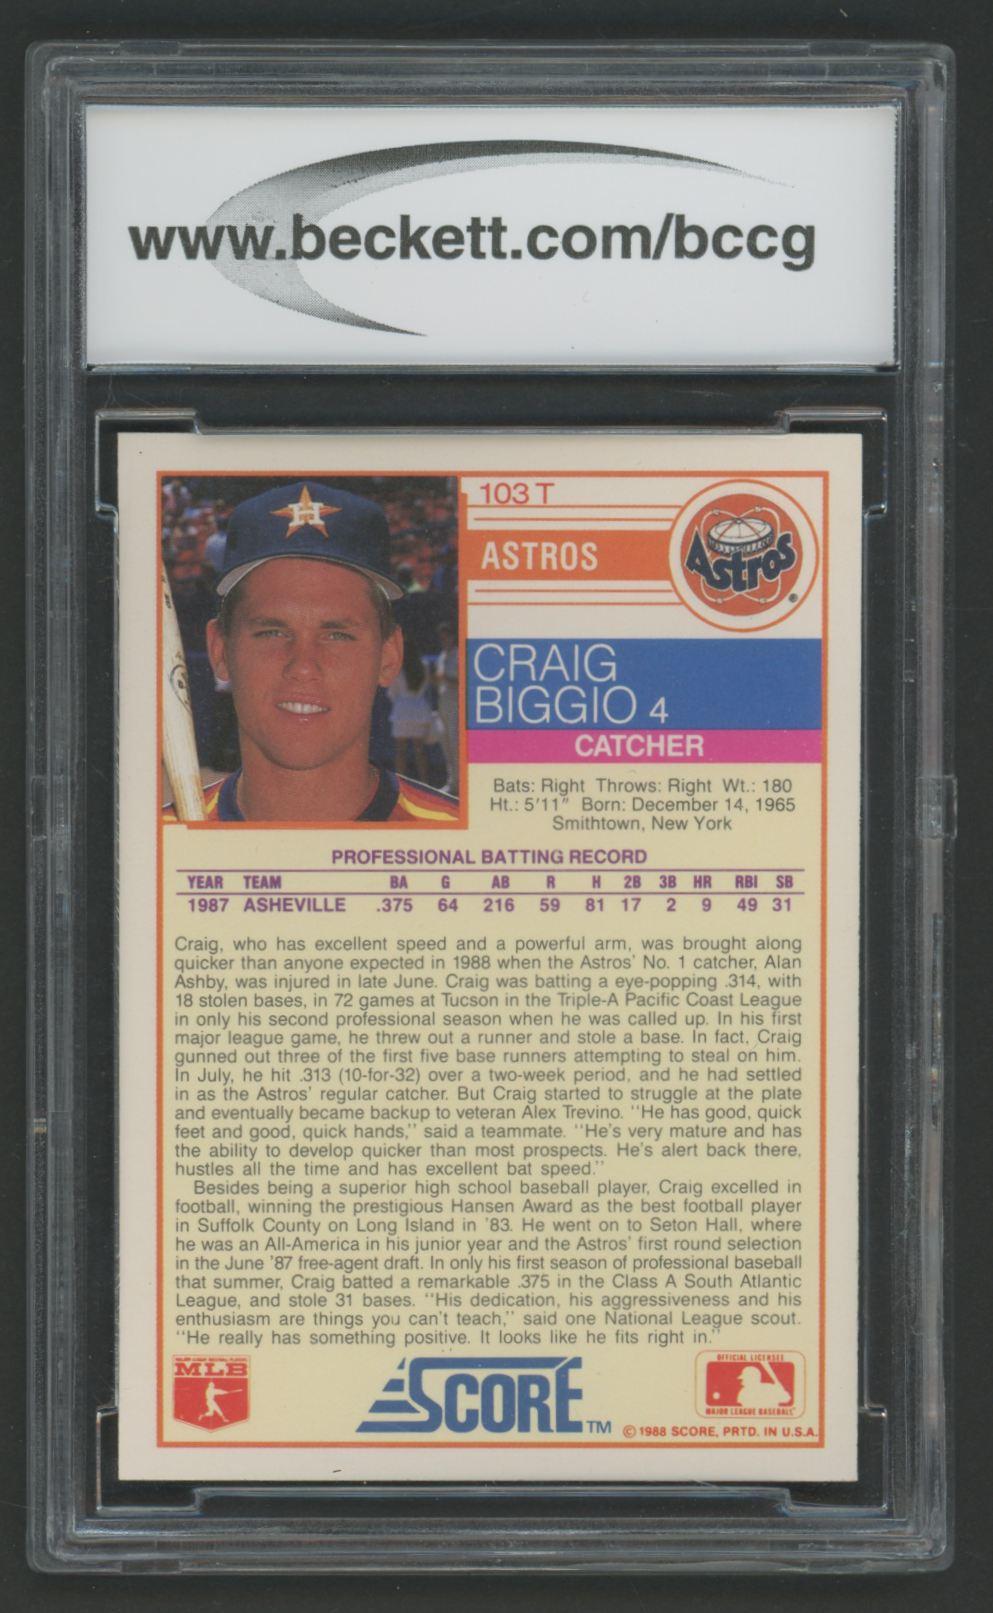 www.beckett.com/bccg
103 T
ASTROS
Astros
H
CRAIG
BIGGIO 4
CATCHER
Bats: Right Throws: Right Wt.: 180
Ht.: 5'11" Born: December 14, 1965
Smithtown, New York
PROFESSIONAL BATTING RECORD
YEAR TEAM BA G AB R H 2B 3B HR RBI SB
1987 ASHEVILLE .375 64 216 59 81 17 2 9 49 31
Craig, who has excellent speed and a powerful arm, was brought along
quicker than anyone expected in 1988 when the Astros' No. 1 catcher, Alan
Ashby, was injured in late June. Craig was batting a eye-popping .314, with
18 stolen bases, in 72 games at Tucson in the Triple-A Pacific Coast League
in only his second professional season when he was called up. In his first
major league game, he threw out a runner and stole a base. In fact, Craig
gunned out three of the first five base runners attempting to steal on him.
In July, he hit .313 (10-for-32) over a two-week period, and he had settled
in as the Astros' regular catcher. But Craig started to struggle at the plate
and eventually became backup to veteran Alex Trevino. "He has good, quick
feet and good, quick hands," said a teammate. "He's very mature and has
the ability to develop quicker than most prospects. He's alert back there,
hustles all the time and has excellent bat speed."
Besides being a superior high school baseball player, Craig excelled in
football, winning the prestigious Hansen Award as the best football player
in Suffolk County on Long Island in '83. He went on to Seton Hall, where
he was an All-America in his junior year and the Astros' first round selection
in the June '87 free-agent draft. In only his first season of professional baseball
that summer, Craig batted a remarkable .375 in the Class A South Atlantic
League, and stole 31 bases. "His dedication, his aggressiveness and his
enthusiasm are things you can't teach," said one National League scout.
"He really has something positive. It looks like he fits right in."
MAJOR LEAGUE BASEBALL PLAYERS
MLB
SCORE TM
OFFICIAL LICENSEE
MAJOR LEAGUE BASEBALL
© 1988 SCORE, PRTD. IN U.S.A.